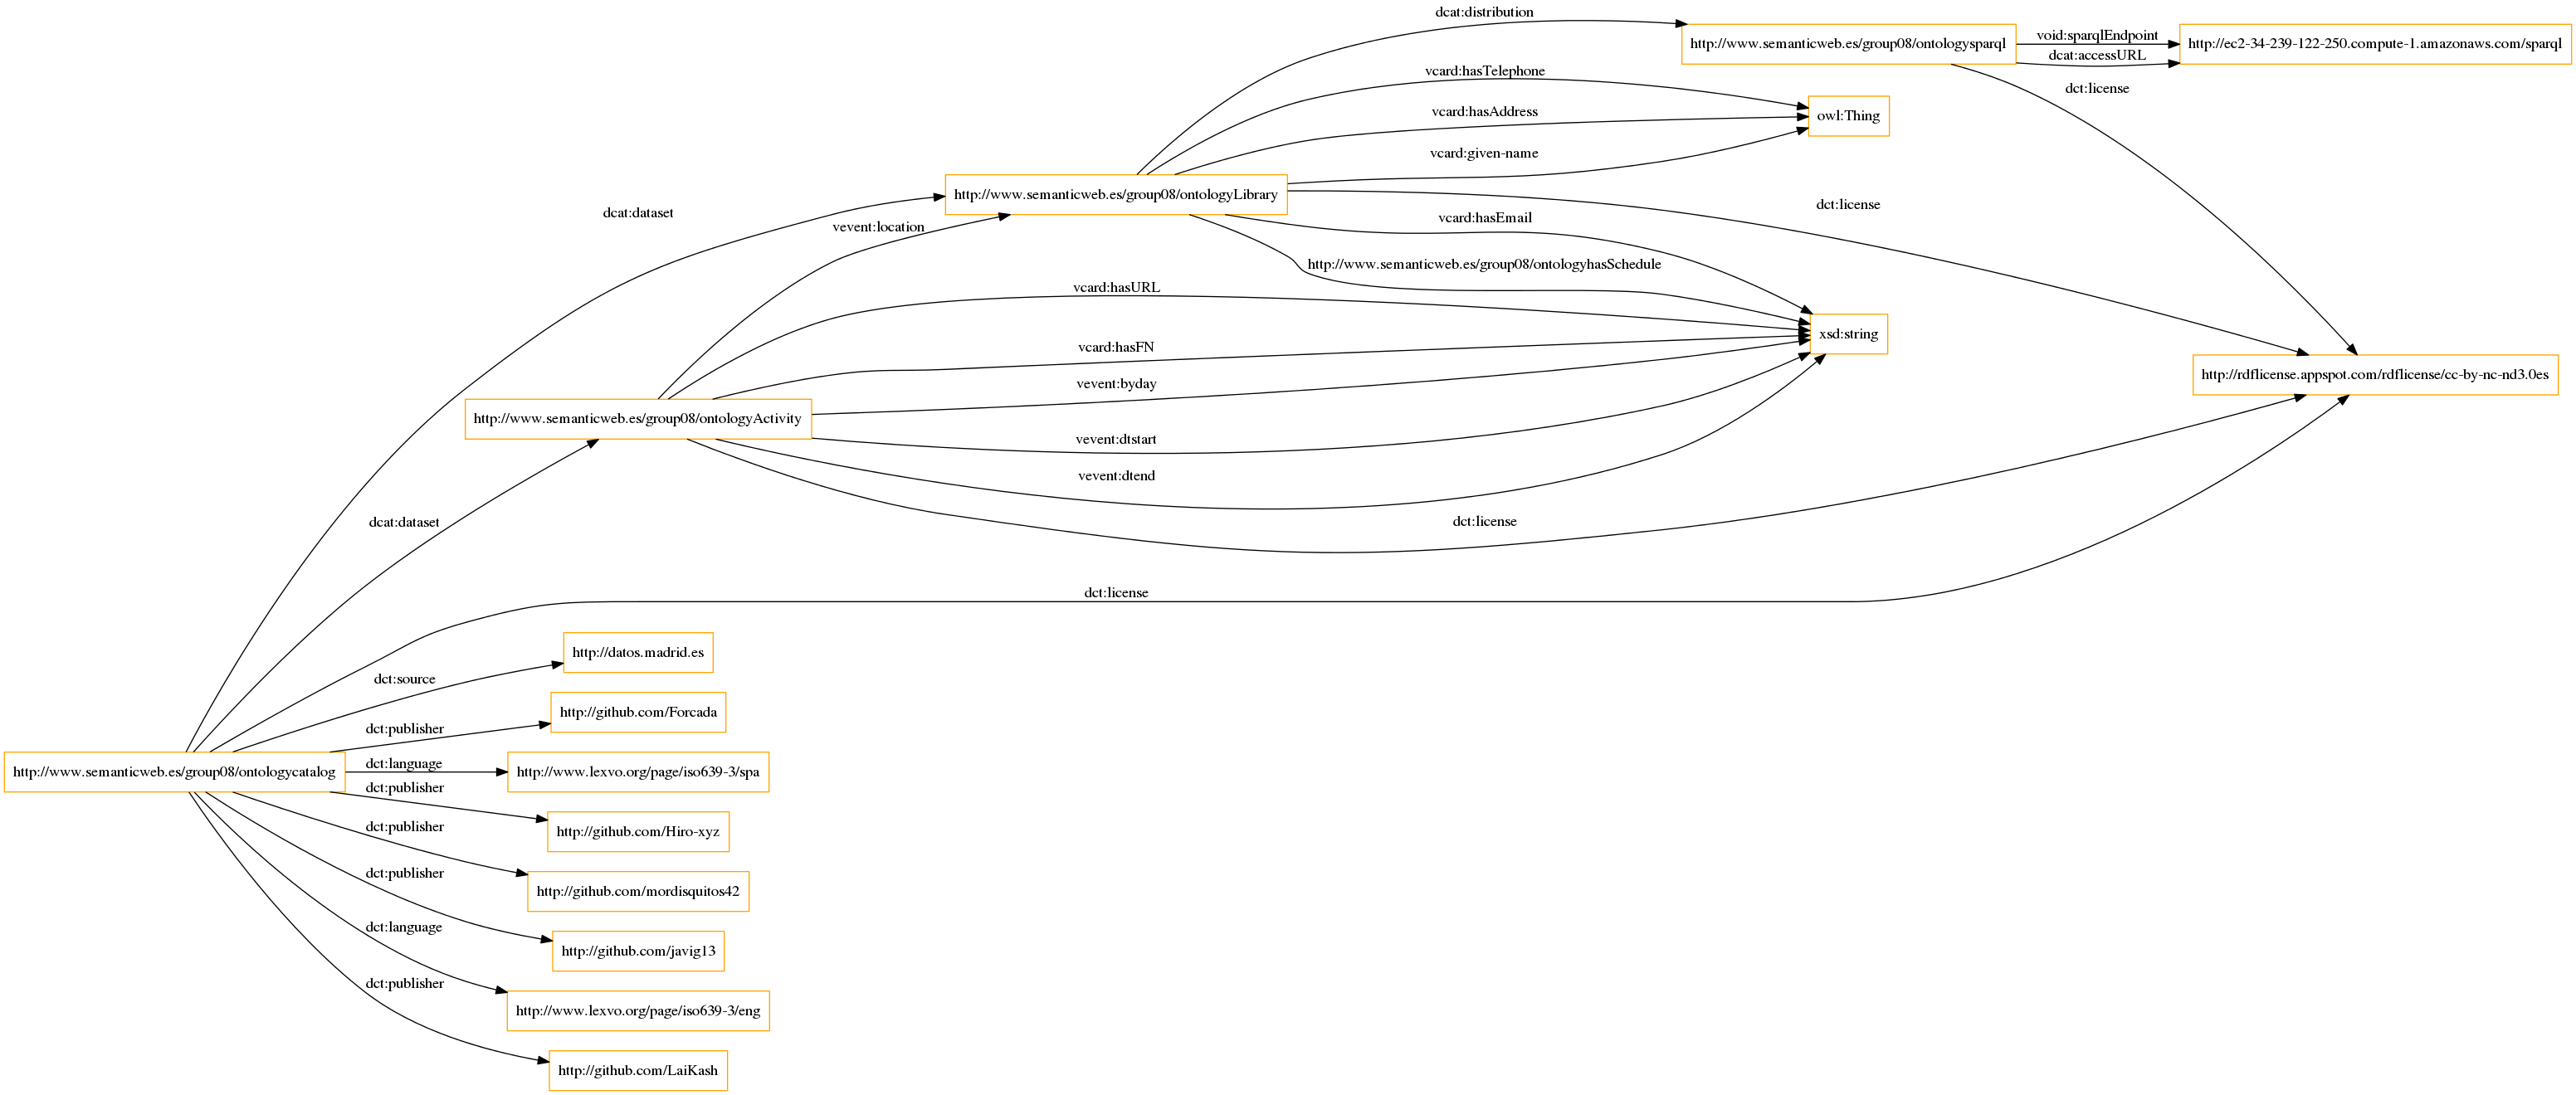 dcat:distribution
http://www.semanticweb.es/group08/ontologysparql
void:sparqlEndpoint
http://ec2-34-239-122-250.compute-1.amazonaws.com/sparql
dcat:accessURL
vcard:hasTelephone
dct:license
vcard:hasAddress
owl:Thing
vcard:given-name
http://www.semanticweb.es/group08/ontologyLibrary
dcat:dataset
dct:license
vcard:hasEmail
vevent:location
http://www.semanticweb.es/group08/ontologyhasSchedule
vcard:hasURL
xsd:string
vcard:hasFN
http://rdflicense.appspot.com/rdflicense/cc-by-nc-nd3.0es
vevent:byday
http://www.semanticweb.es/group08/ontologyActivity
vevent:dtstart
vevent:dtend
dcat:dataset
dct:license
dct:license
http://datos.madrid.es
dct:source
http://github.com/Forcada
dct:publisher
http://www.semanticweb.es/group08/ontologycatalog
dct:language
http://www.lexvo.org/page/iso639-3/spa
dct:publisher
http://github.com/Hiro-xyz
dct:publisher
http://github.com/mordisquitos42
dct:publisher
http://github.com/javig13
dct:language
http://www.lexvo.org/page/iso639-3/eng
dct:publisher
http://github.com/LaiKash